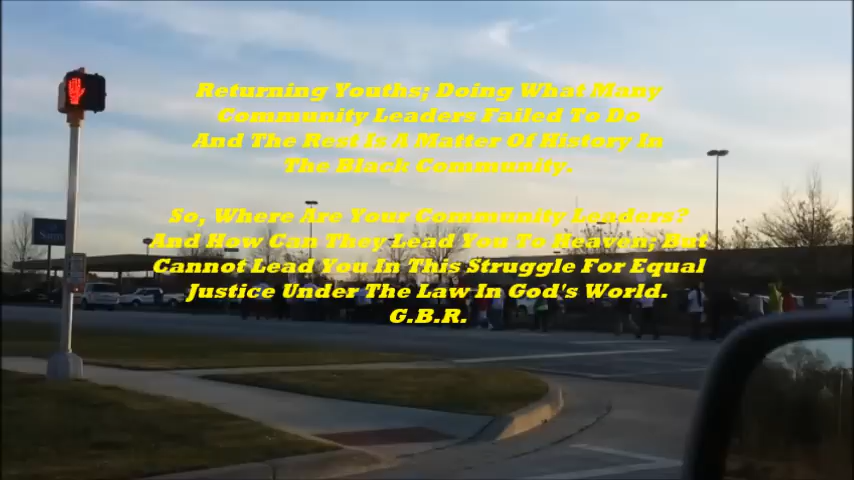 Returning Youths; Doing What Many
Community Leaders Failed To Do
And The Rest Is A Matter Of History In
The Black Community.
So, Where Are Your Community Leaders?
And How Can They Lead You To Heaven; But
Cannot Lead You In This Struggle For Equal
Justice Under The Law In God's World.
G.B.R.